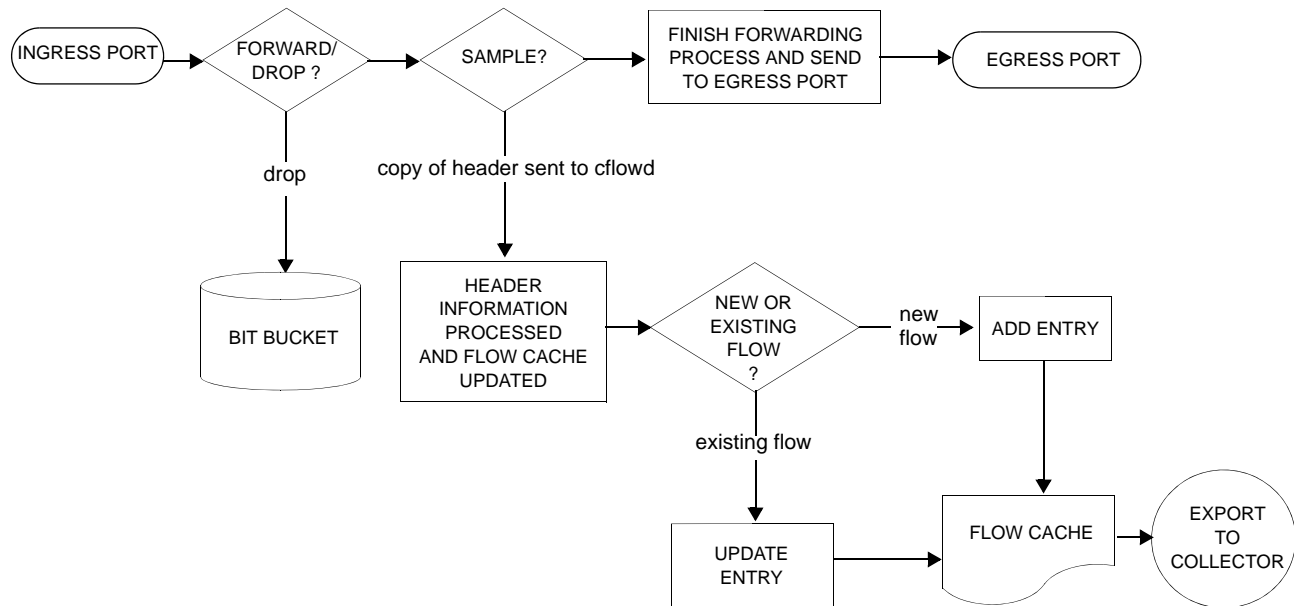 INGRESS PORT
FORWARD/
DROP ?
SAMPLE?
FINISH FORWARDING
PROCESS AND SEND
TO EGRESS PORT
EGRESS PORT
drop
copy of header sent to cflowd
BIT BUCKET
HEADER
INFORMATION
PROCESSED
AND FLOW CACHE
UPDATED
NEW OR
EXISTING
FLOW
?
new
flow
ADD ENTRY
existing flow
UPDATE
ENTRY
FLOW CACHE
EXPORT
TO
COLLECTOR